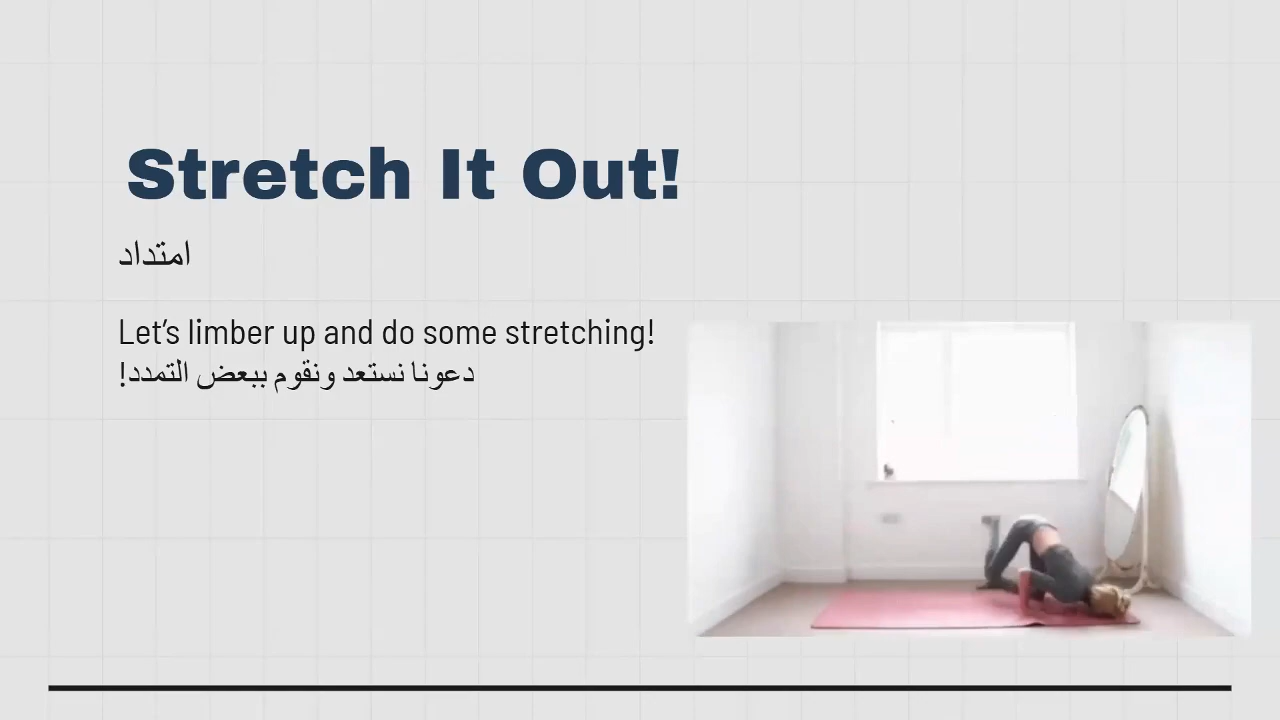 Stretch It Out!
امتداد
Let’s limber up and do some stretching!
دعونا نستعد ونقوم ببعض التمدد!